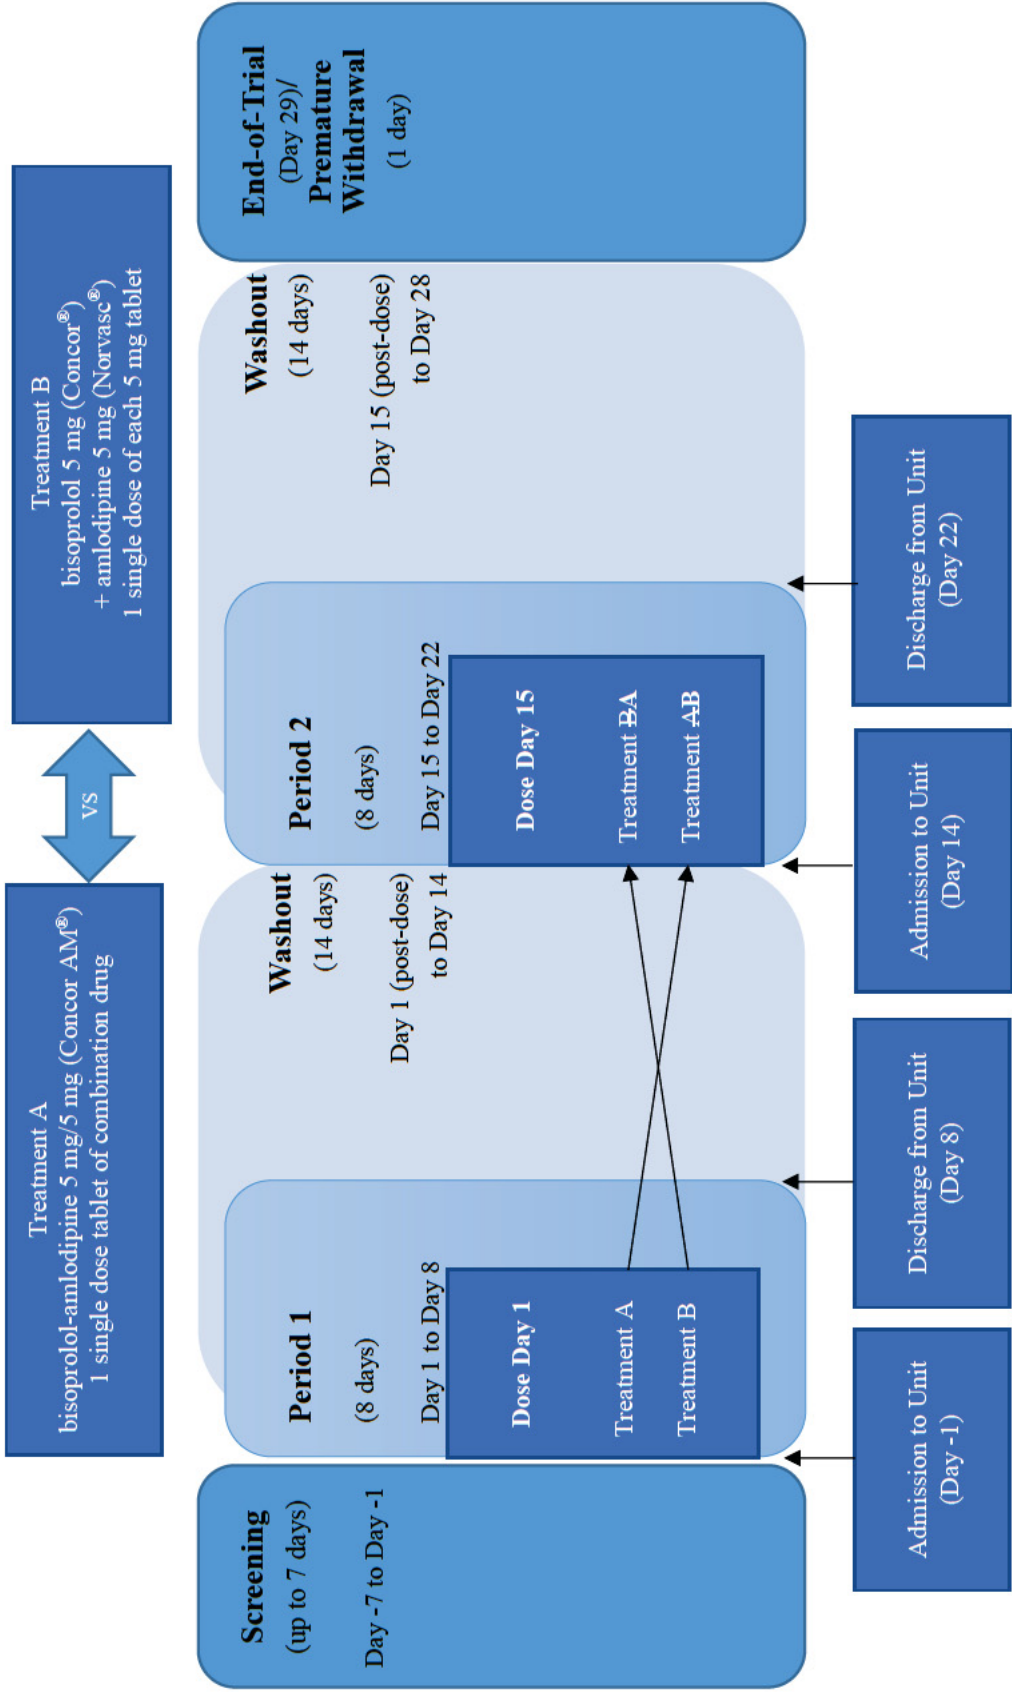 Treatment A
bisoprolol-amlodipine 5 mg/5 mg (Concor AM®)
1 single dose tablet of combination drug
vs
Treatment B
bisoprolol 5 mg (Concor®)
+ amlodipine 5 mg (Norvasc®)
1 single dose of each 5 mg tablet
Screening
(up to 7 days)
Day -7 to Day -1
Period 1
(8 days)
Day 1 to Day 8
Dose Day 1
Treatment A
Treatment B
Washout
(14 days)
Day 1 (post-dose)
to Day 14
Period 2
(8 days)
Day 15 to Day 22
Dose Day 15
Treatment BA
Treatment AB
Washout
(14 days)
Day 15 (post-dose)
to Day 28
End-of-Trial
(Day 29)/
Premature
Withdrawal
(1 day)
Admission to Unit
(Day -1)
Discharge from Unit
(Day 8)
Admission to Unit
(Day 14)
Discharge from Unit
(Day 22)